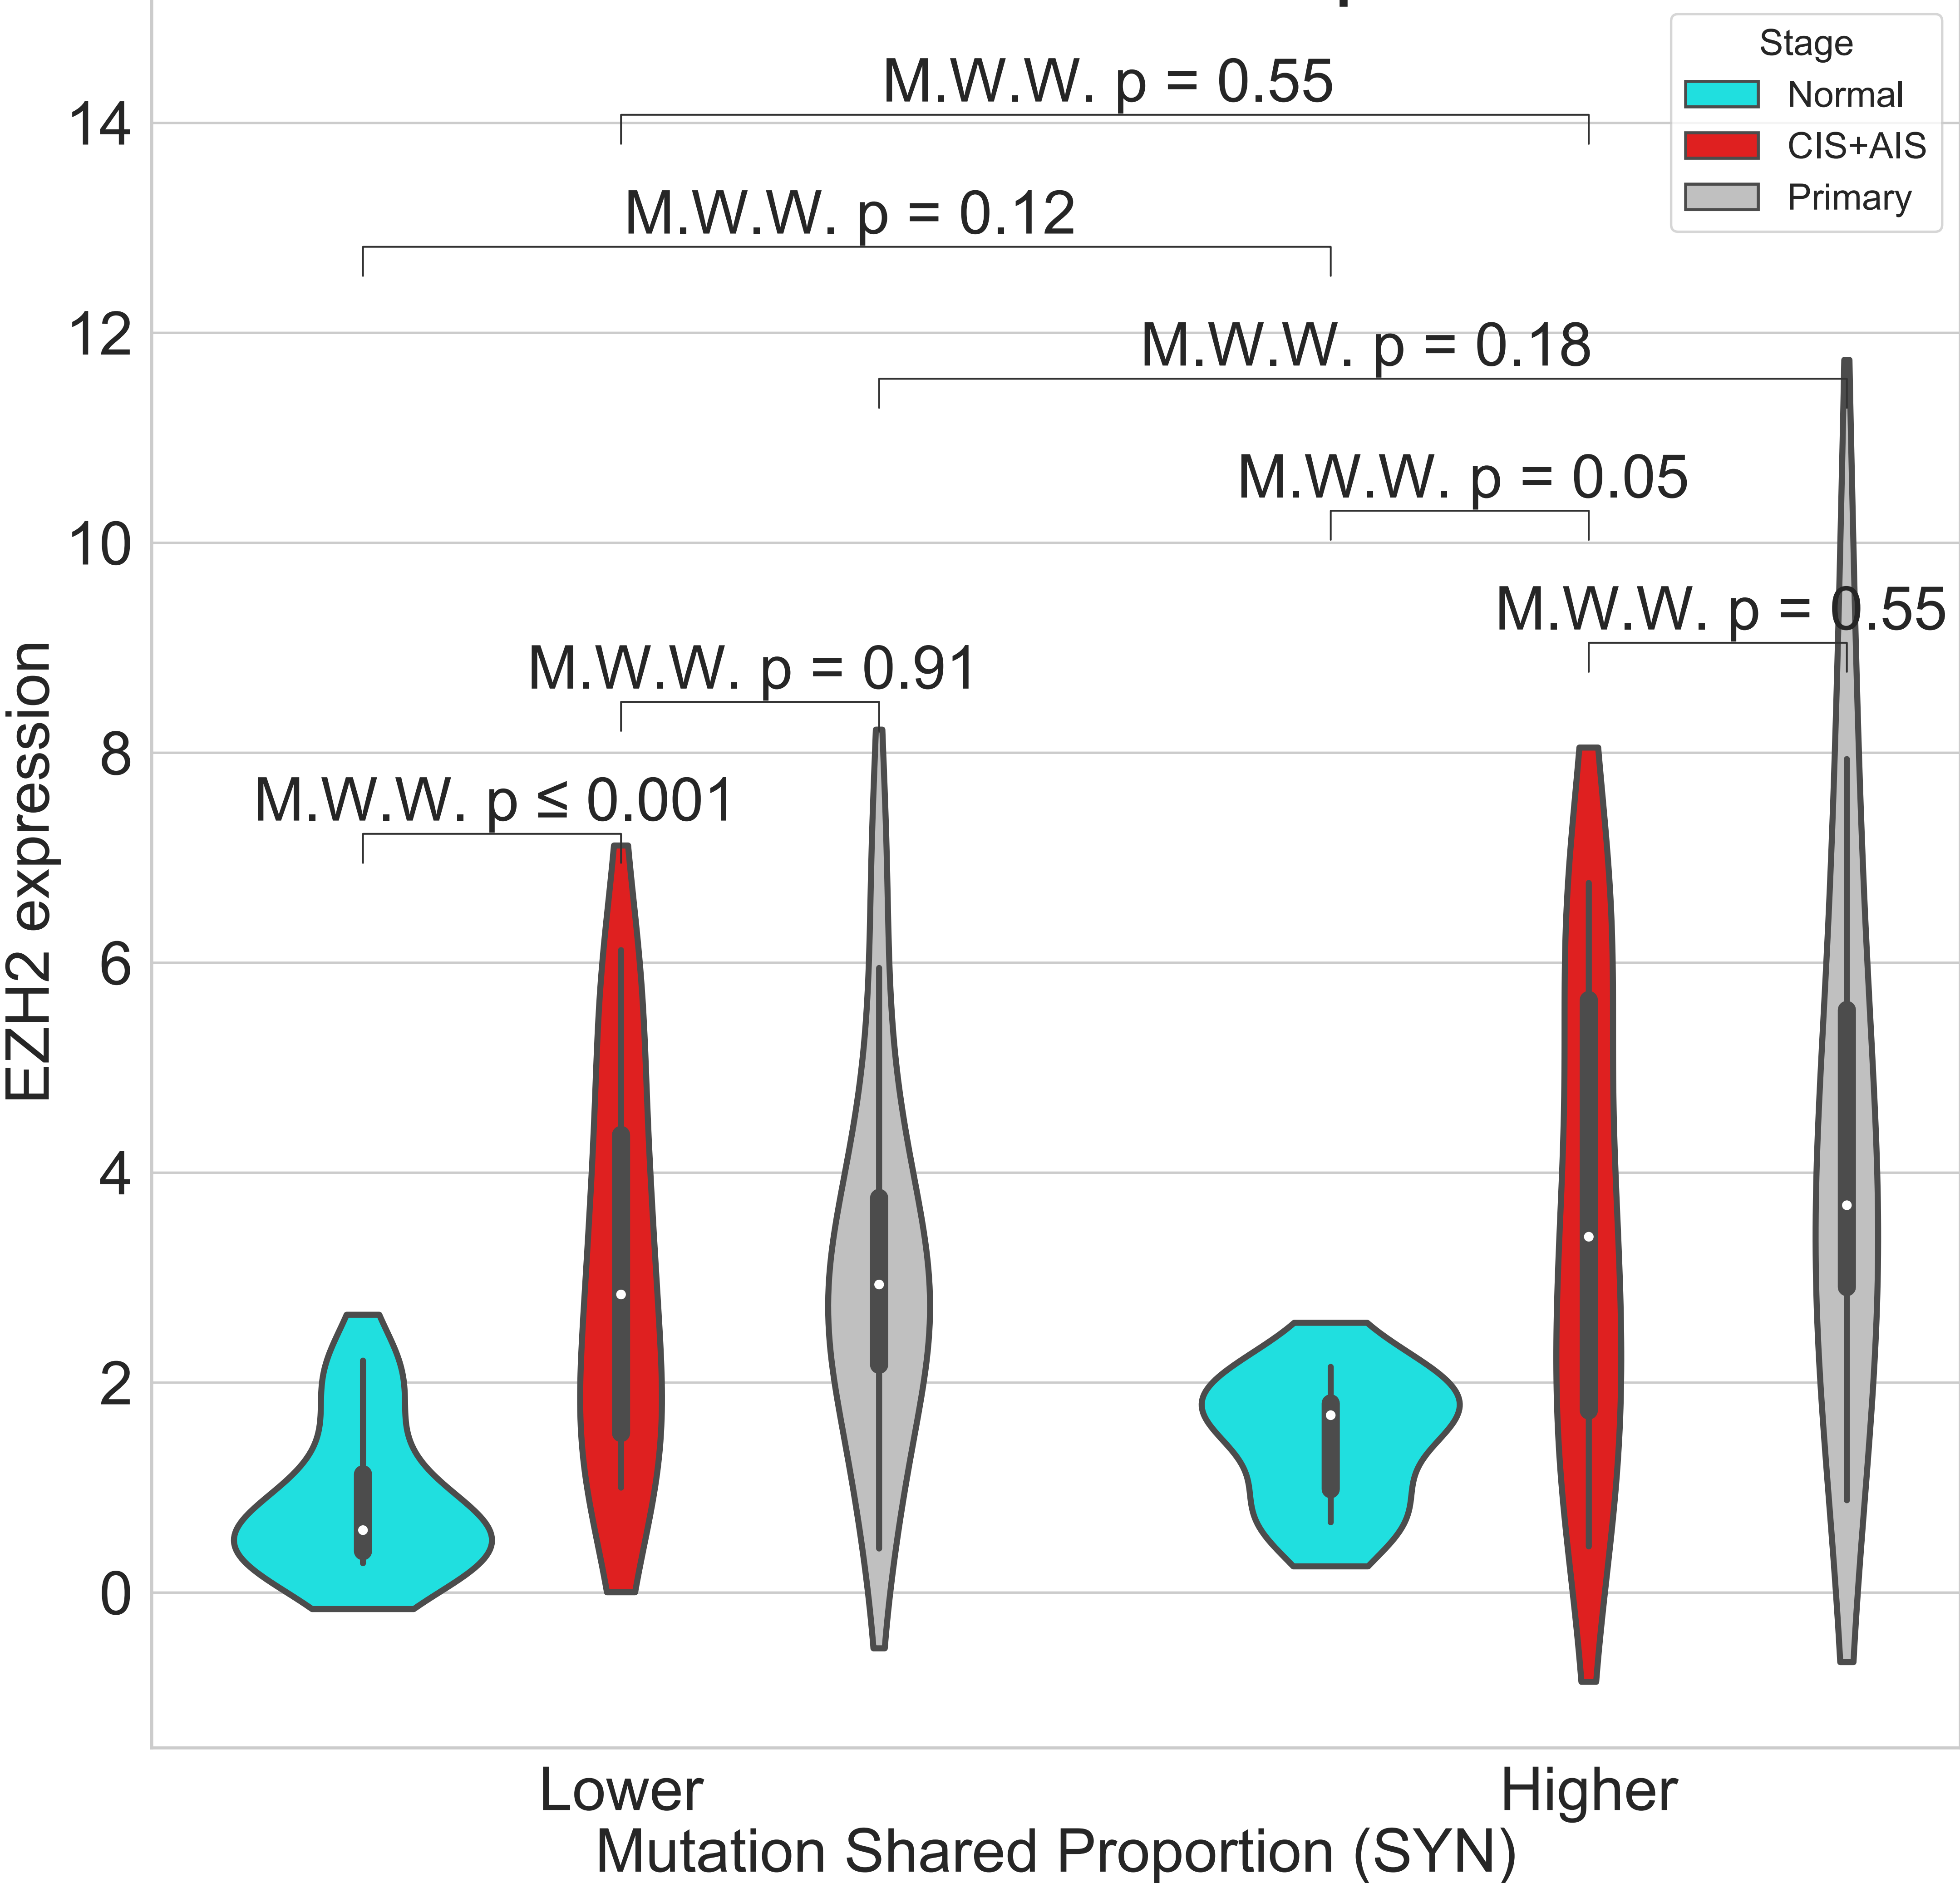 Stage
Normal
CIS+AIS
Primary
M.W.W. p = 0.55
M.W.W. p = 0.12
M.W.W. p = 0.18
M.W.W. p = 0.05
M.W.W. p = 0.55
M.W.W. p = 0.91
M.W.W. p ≤ 0.001
14
12
10
8
6
4
2
0
EZH2 expression
Lower
Higher
Mutation Shared Proportion (SYN)